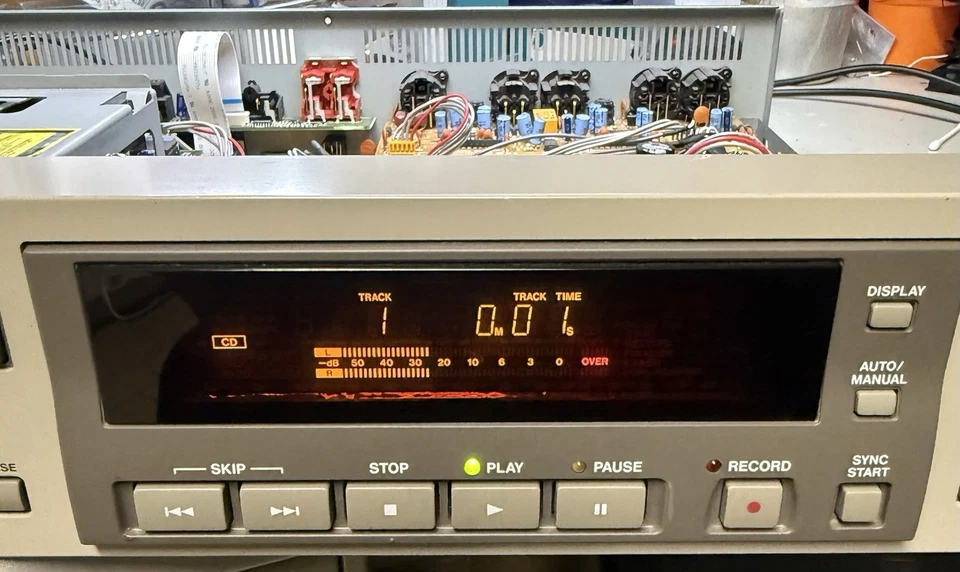 TRACK TRACK TIME
1 0M 01S
CD
L
−dB 50 40 30 20 10 6 3 0 OVER
R
DISPLAY
AUTO/
MANUAL
SE
SKIP STOP PLAY PAUSE RECORD
SYNC
START